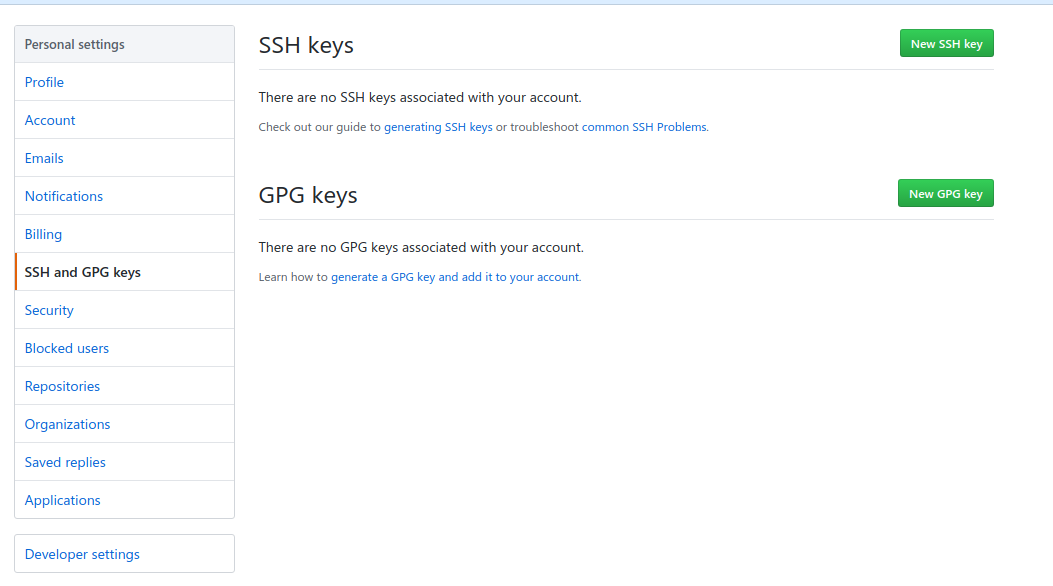 Personal settings
Profile
Account
Emails
Notifications
Billing
SSH and GPG keys
Security
Blocked users
Repositories
Organizations
Saved replies
Applications
Developer settings
SSH keys
New SSH key
There are no SSH keys associated with your account.
Check out our guide to generating SSH keys or troubleshoot common SSH Problems.
GPG keys
New GPG key
There are no GPG keys associated with your account.
Learn how to generate a GPG key and add it to your account.